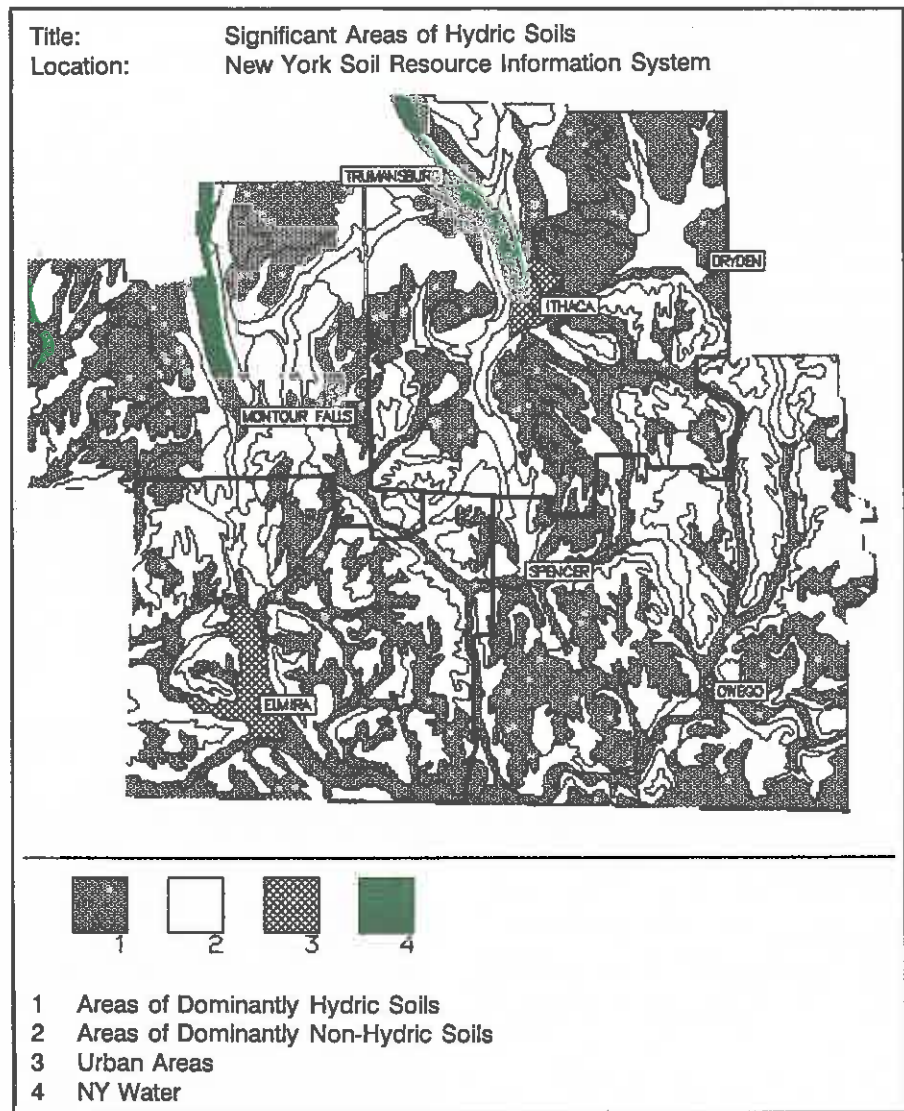 Title: Significant Areas of Hydric Soils
Location: New York Soil Resource Information System
TRUMANSBURG
DRYDEN
ITHACA
MONTOUR FALLS
SPENCER
OWEGO
ELMIRA
1 2 3 4
1 Areas of Dominantly Hydric Soils
2 Areas of Dominantly Non-Hydric Soils
3 Urban Areas
4 NY Water